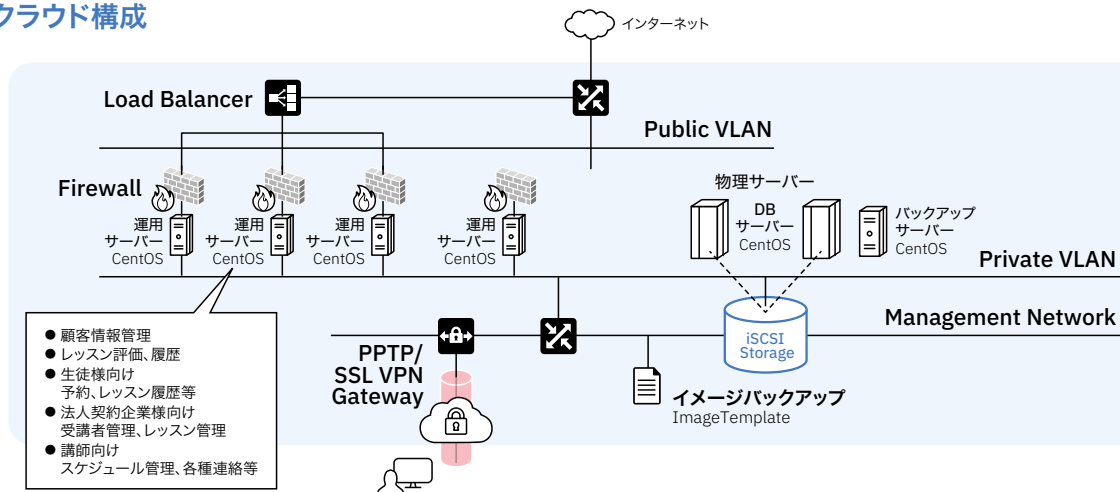 クラウド構成
インターネット
Load Balancer
Public VLAN
Firewall
運用
サーバー
CentOS
運用
サーバー
CentOS
運用
サーバー
CentOS
運用
サーバー
CentOS
物理サーバー
DB
サーバー
CentOS
バックアップ
サーバー
CentOS
Private VLAN
Management Network
● 顧客情報管理
● レッスン評価、履歴
● 生徒様向け
予約、レッスン履歴等
● 法人契約企業様向け
受講者管理、レッスン管理
● 講師向け
スケジュール管理、各種連絡等
PPTP/
SSL VPN
Gateway
iSCSI
Storage
イメージバックアップ
ImageTemplate